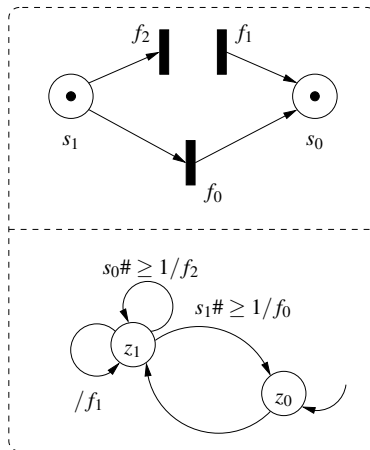 f₂ f₁
s₁ s₀
f₀
s₀# ≥ 1/f₂
s₁# ≥ 1/f₀
z₁
z₀
/f₁